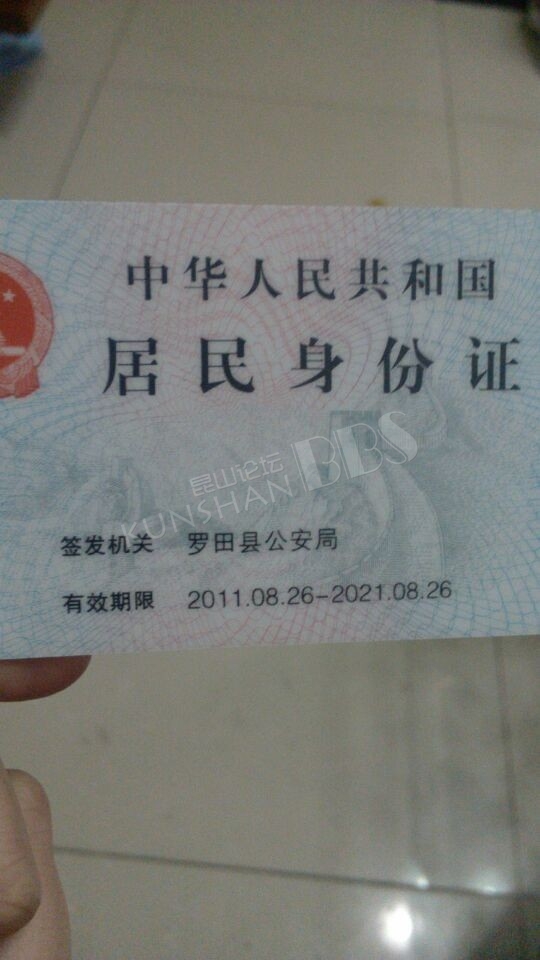 中华人民共和国
居民身份证
昆山论坛
KUNSHAN BBS
签发机关 罗田县公安局
有效期限 2011.08.26-2021.08.26